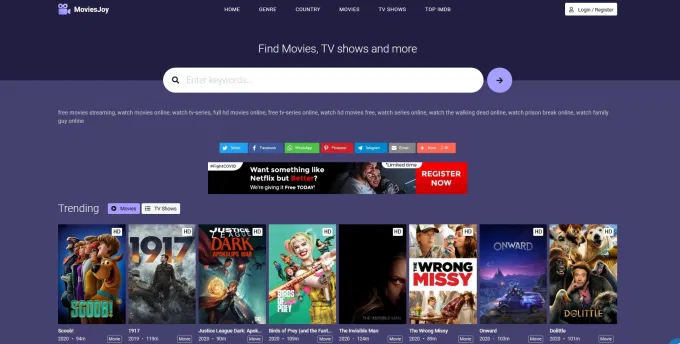 MoviesJoy
HOME GENRE COUNTRY MOVIES TV SHOWS TOP IMDB
Login / Register
Find Movies, TV shows and more
Enter keywords...
free movies streaming, watch movies online, watch tv-series, full hd movies online, free tv-series online, watch hd movies free, watch series online, watch the walking dead online, watch prison break online, watch family
guy online
Twitter Facebook WhatsApp Pinterest Telegram Email
#FightCOVID
*Limited time
Want something like
Netflix but Better?
We're giving it Free TODAY!
REGISTER
NOW
Trending Movies TV Shows
HD HD HD HD HD HD HD HD
SCOOB!
1917
JUSTICE LEAGUE
DARK
APOKOLIPS WAR
BIRDS OF PREY
THE INVISIBLE MAN
THE WRONG
MISSY
ONWARD
DOLITTLE
Scoob! 1917 Justice League Dark: Apok... Birds of Prey (and the Fant... The Invisible Man The Wrong Missy Onward Dolittle
2020 • 94m Movie 2019 • 119m Movie 2020 • 90m Movie 2020 • 109m Movie 2020 • 124m Movie 2020 • 89m Movie 2020 • 103m Movie 2020 • 101m Movie